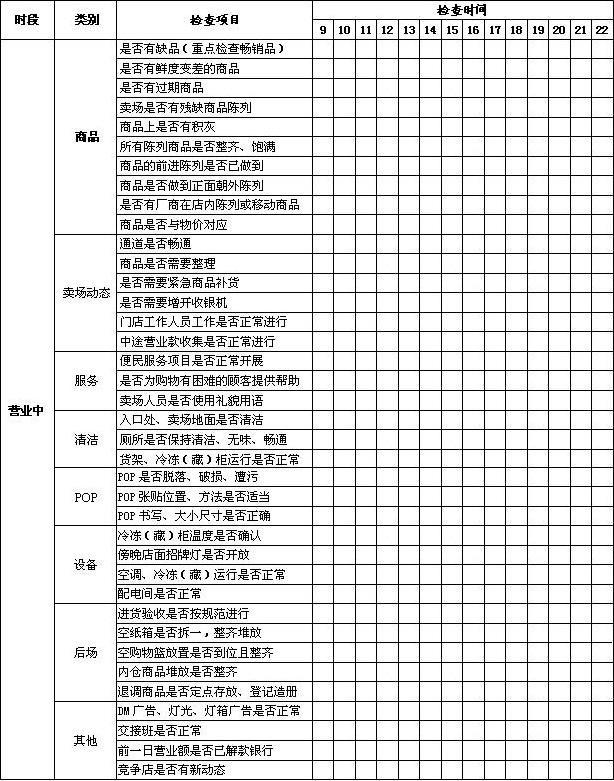 时段 类别 检查项目 检查时间
9 10 11 12 13 14 15 16 17 18 19 20 21 22
营业中
商品
是否有缺品(重点检查畅销品)
是否有鲜度变差的商品
是否有过期商品
卖场是否有残缺商品陈列
商品上是否有积灰
所有陈列商品是否整齐、饱满
商品的前进陈列是否已做到
商品是否做到正面朝外陈列
是否有厂商在店内陈列或移动商品
商品是否与物价对应
卖场动态
通道是否畅通
商品是否需要整理
是否需要紧急商品补货
是否需要增开收银机
门店工作人员工作是否正常进行
中途营业款收集是否正常进行
服务
便民服务项目是否正常开展
是否为购物有困难的顾客提供帮助
卖场人员是否使用礼貌用语
清洁
入口处、卖场地面是否清洁
厕所是否保持清洁、无味、畅通
货架、冷冻(藏)柜运行是否正常
POP
POP 是否脱落、破损、遭污
POP 张贴位置、方法是否适当
POP 书写、大小尺寸是否正确
设备
冷冻(藏)柜温度是否确认
傍晚店面招牌灯是否开放
空调、冷冻(藏)运行是否正常
配电间是否正常
后场
进货验收是否按规范进行
空纸箱是否拆一,整齐堆放
空购物篮放置是否到位且整齐
内仓商品堆放是否整齐
退调商品是否定点存放、登记造册
其他
DM 广告、灯光、灯箱广告是否正常
交接班是否正常
前一日营业额是否已解款银行
竞争店是否有新动态